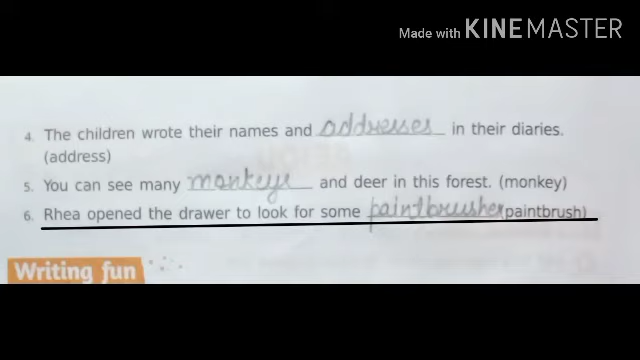 Made with KINEMASTER
4. The children wrote their names and addresses in their diaries.
(address)
5. You can see many monkeys and deer in this forest. (monkey)
6. Rhea opened the drawer to look for some paintbrushes (paintbrush)
Writing fun